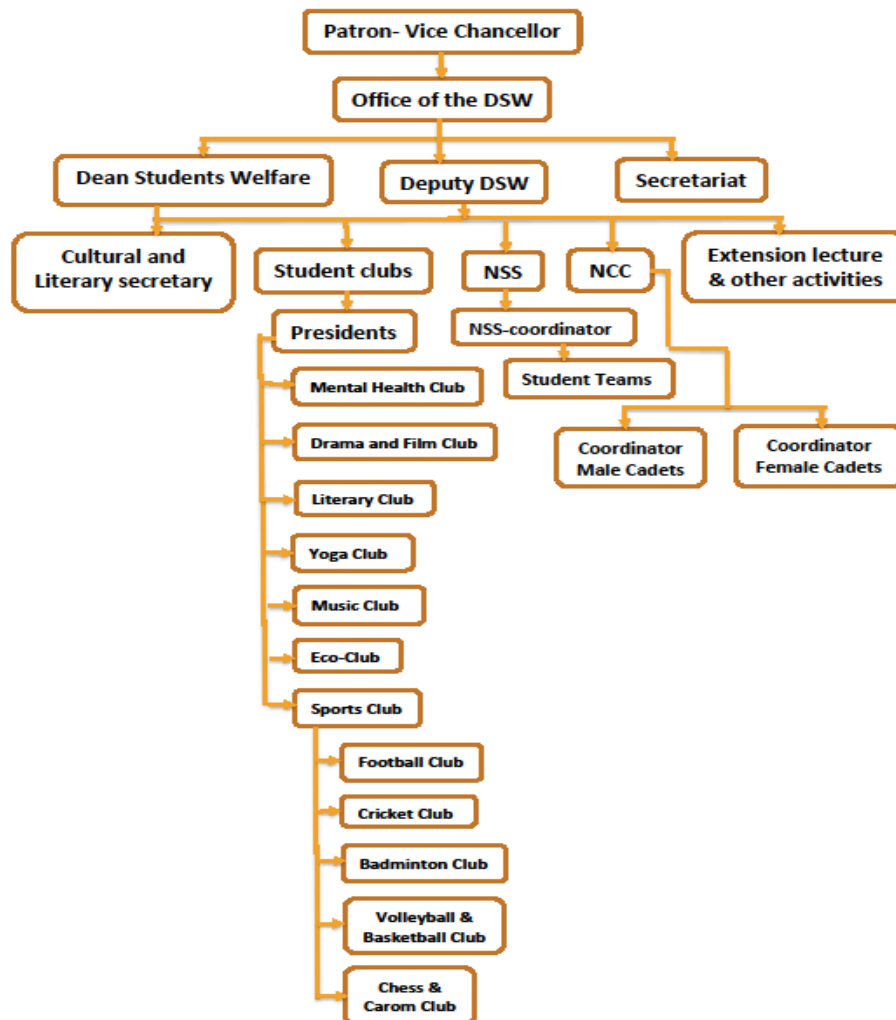 Patron- Vice Chancellor
Office of the DSW
Dean Students Welfare
Deputy DSW
Secretariat
Cultural and
Literary secretary
Student clubs
NSS
NCC
Extension lecture
& other activities
Presidents
NSS-coordinator
Student Teams
Mental Health Club
Coordinator
Male Cadets
Coordinator
Female Cadets
Drama and Film Club
Literary Club
Yoga Club
Music Club
Eco-Club
Sports Club
Football Club
Cricket Club
Badminton Club
Volleyball &
Basketball Club
Chess &
Carom Club